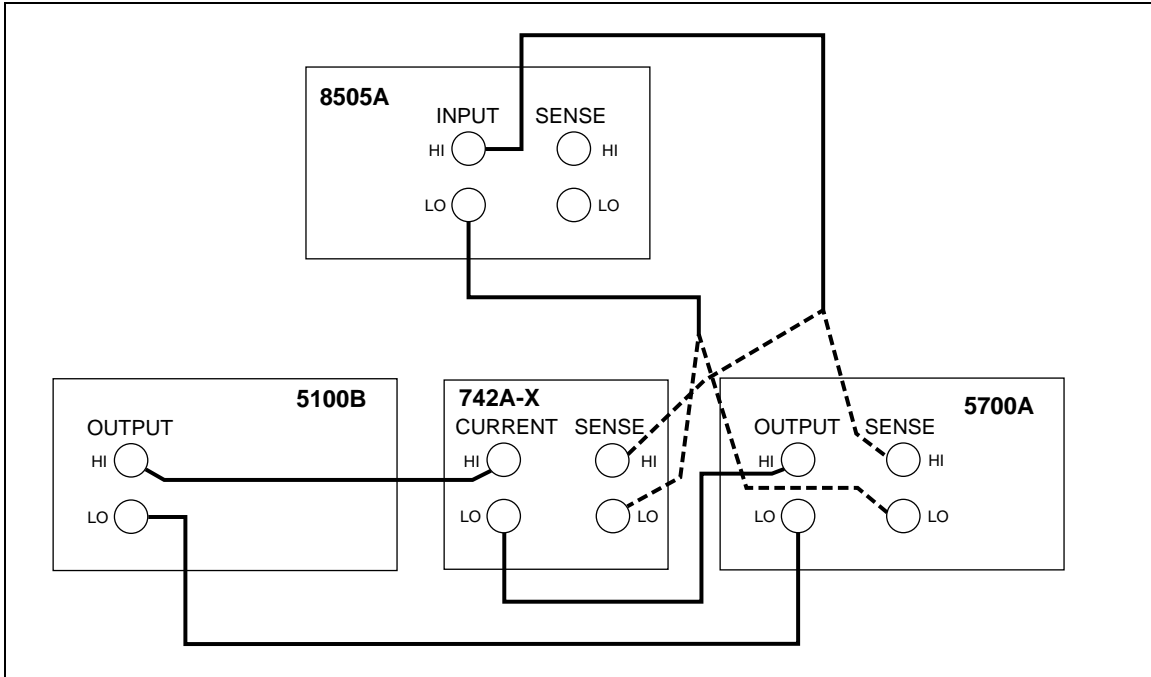 8505A
INPUT SENSE
HI HI
LO LO
5100B
OUTPUT
HI
LO
742A-X
CURRENT SENSE
HI HI
LO LO
5700A
OUTPUT SENSE
HI HI
LO LO